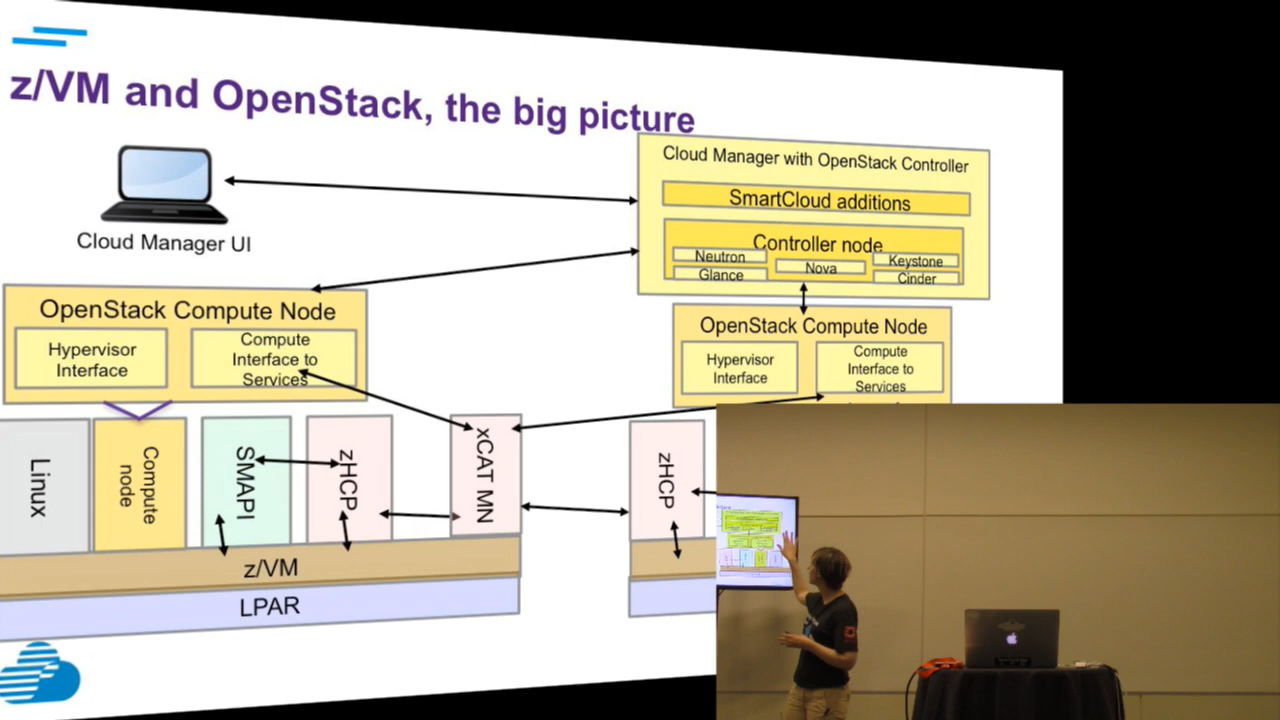 z/VM and OpenStack, the big picture
Cloud Manager UI
Cloud Manager with OpenStack Controller
SmartCloud additions
Controller node
Neutron
Glance
Nova
Keystone
Cinder
OpenStack Compute Node
Hypervisor
Interface
Compute
Interface to
Services
OpenStack Compute Node
Hypervisor
Interface
Compute
Interface to
Services
Linux
Compute
node
SMAPI
zHCP
xCAT MN
zHCP
z/VM
LPAR